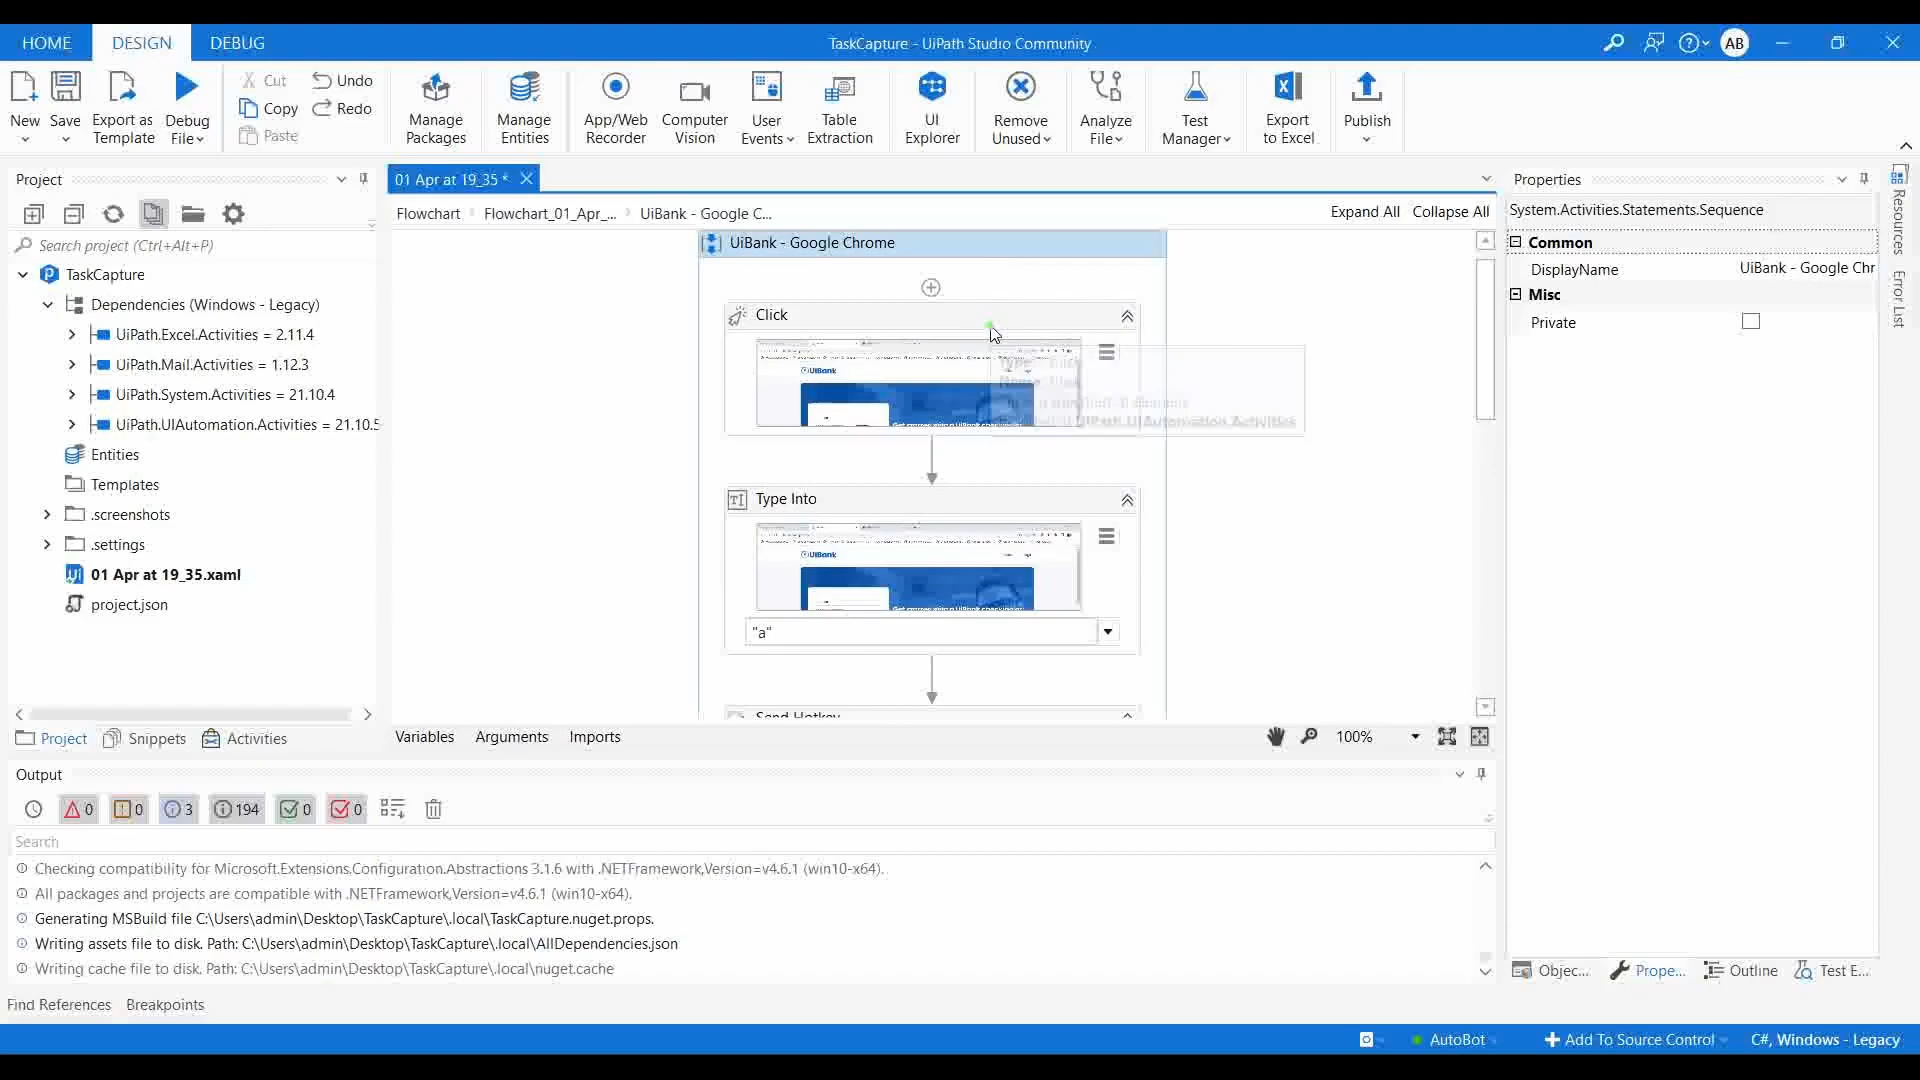 HOME DESIGN DEBUG TaskCapture - UiPath Studio Community AB
New Save Export as Template Debug File Cut Copy Paste Undo Redo Manage Packages Manage Entities App/Web Recorder Computer Vision User Events Table Extraction UI Explorer Remove Unused Analyze File Test Manager Export to Excel Publish
Project
Search project (Ctrl+Alt+P)
TaskCapture
Dependencies (Windows - Legacy)
UiPath.Excel.Activities = 2.11.4
UiPath.Mail.Activities = 1.12.3
UiPath.System.Activities = 21.10.4
UiPath.UIAutomation.Activities = 21.10.5
Entities
Templates
.screenshots
.settings
01 Apr at 19_35.xaml
project.json
Project Snippets Activities
01 Apr at 19_35 *
Flowchart Flowchart_01_Apr_... UiBank - Google C... Expand All Collapse All
UiBank - Google Chrome
Click
UiBank
UiPath.UIAutomation.Activities
Type Into
UiBank
"a"
Send Hotkey
Variables Arguments Imports 100%
Properties
System.Activities.Statements.Sequence
Common
DisplayName UiBank - Google Chr
Misc
Private
Resources
Error List
Objec... Prope... Outline Test E...
Output
0 0 3 194 0 0
Search
Checking compatibility for Microsoft.Extensions.Configuration.Abstractions 3.1.6 with .NETFramework,Version=v4.6.1 (win10-x64).
All packages and projects are compatible with .NETFramework,Version=v4.6.1 (win10-x64).
Generating MSBuild file C:\Users\admin\Desktop\TaskCapture\.local\TaskCapture.nuget.props.
Writing assets file to disk. Path: C:\Users\admin\Desktop\TaskCapture\.local\AllDependencies.json
Writing cache file to disk. Path: C:\Users\admin\Desktop\TaskCapture\.local\nuget.cache
Find References Breakpoints
AutoBot Add To Source Control C#, Windows - Legacy